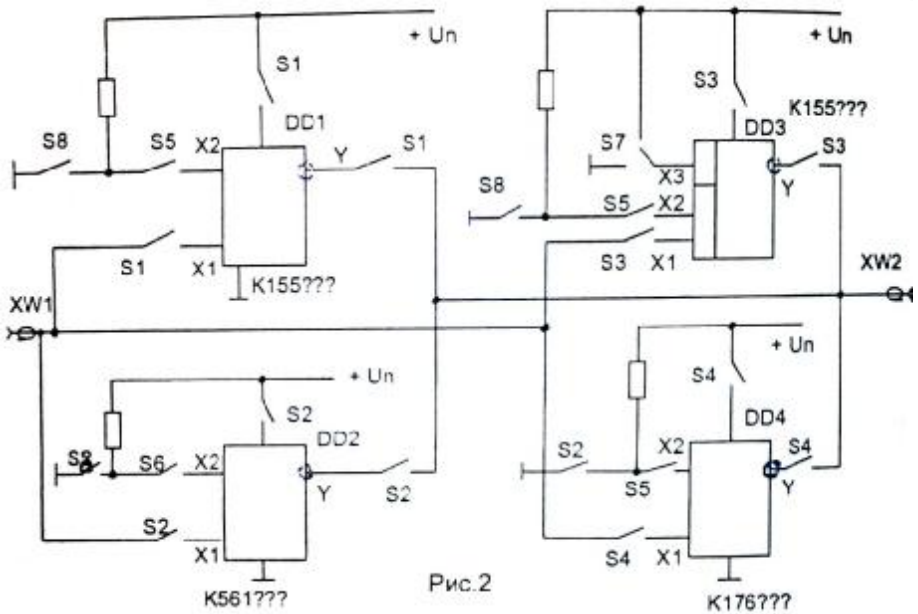 + Un
S1
S8
S5
X2
DD1
Y
S1
S1
X1
K155???
XW1
+ Un
S2
DD2
S6
X2
Y
S2
S2
X1
K561???
+ Un
S3
K155???
DD3
S7
X3
S3
Y
S8
S5
X2
S3
X1
XW2
+ Un
S4
DD4
S2
S5
X2
S4
Y
S4
X1
K176???
Рис.2